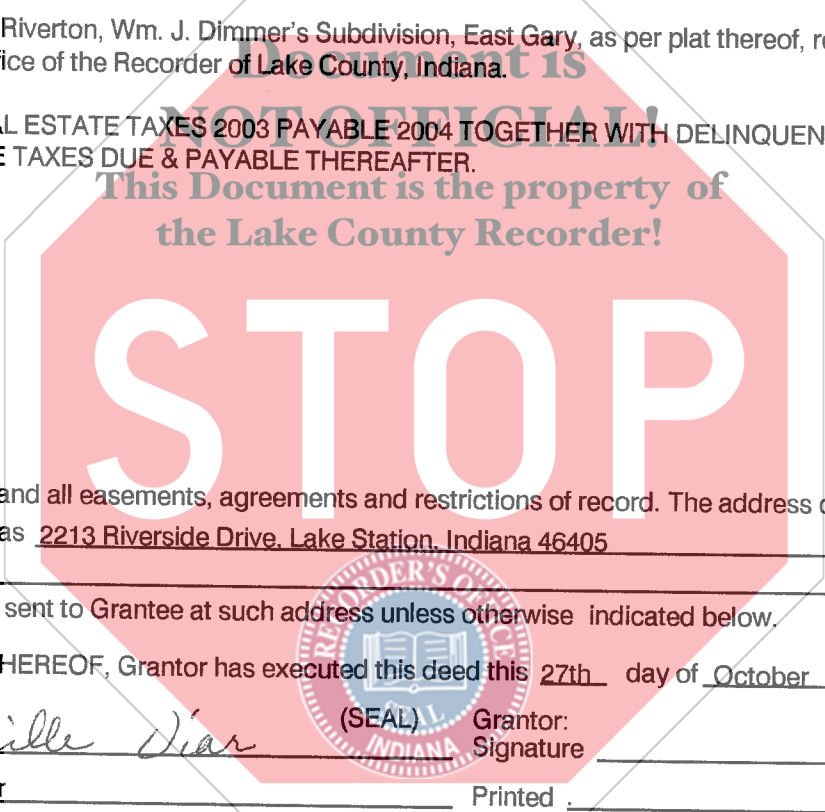 Riverton, Wm. J. Dimmer's Subdivision, East Gary, as per plat thereof,
of the Recorder of Lake County, Indiana.
Document is
ESTATE TAXES 2003 PAYABLE 2004 TOGETHER WITH
NOT OFFICIAL!
TAXES DUE & PAYABLE THEREAFTER.
This Document is the property of
the Lake County Recorder!
STOP
and all easements, agreements and restrictions of record. The address
as 2213 Riverside Drive, Lake Station, Indiana 46405
RECORDER'S OFFICE
sent to Grantee at such address unless otherwise indicated below.
Grantor has executed this deed this 27th day of October
SEAL
INDIANA
(SEAL) Grantor:
Signature
Printed